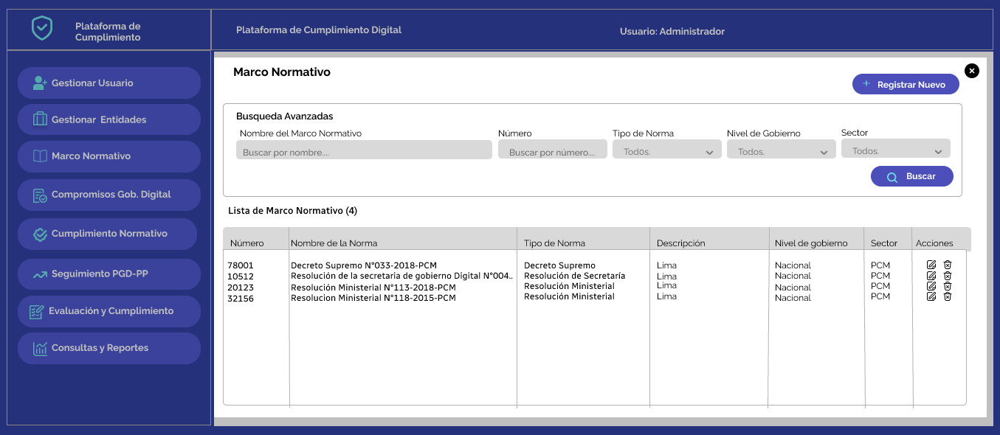 Plataforma de
Cumplimiento
Plataforma de Cumplimiento Digital
Usuario: Administrador
Gestionar Usuario
Gestionar Entidades
Marco Normativo
Compromisos Gob. Digital
Cumplimiento Normativo
Seguimiento PGD-PP
Evaluación y Cumplimiento
Consultas y Reportes
Marco Normativo
+ Registrar Nuevo
Busqueda Avanzadas
Nombre del Marco Normativo Número Tipo de Norma Nivel de Gobierno Sector
Buscar por nombre.... Buscar por número.... Todos. Todos. Todos.
Buscar
Lista de Marco Normativo (4)
Número Nombre de la Norma Tipo de Norma Descripción Nivel de gobierno Sector Acciones
78001 Decreto Supremo N°033-2018-PCM Decreto Supremo Lima Nacional PCM
10512 Resolución de la secretaria de gobierno Digital N°004.. Resolución de Secretaría Lima Nacional PCM
20123 Resolución Ministerial N°113-2018-PCM Resolución Ministerial Lima Nacional PCM
32156 Resolucion Ministerial N°118-2015-PCM Resolución Ministerial Lima Nacional PCM